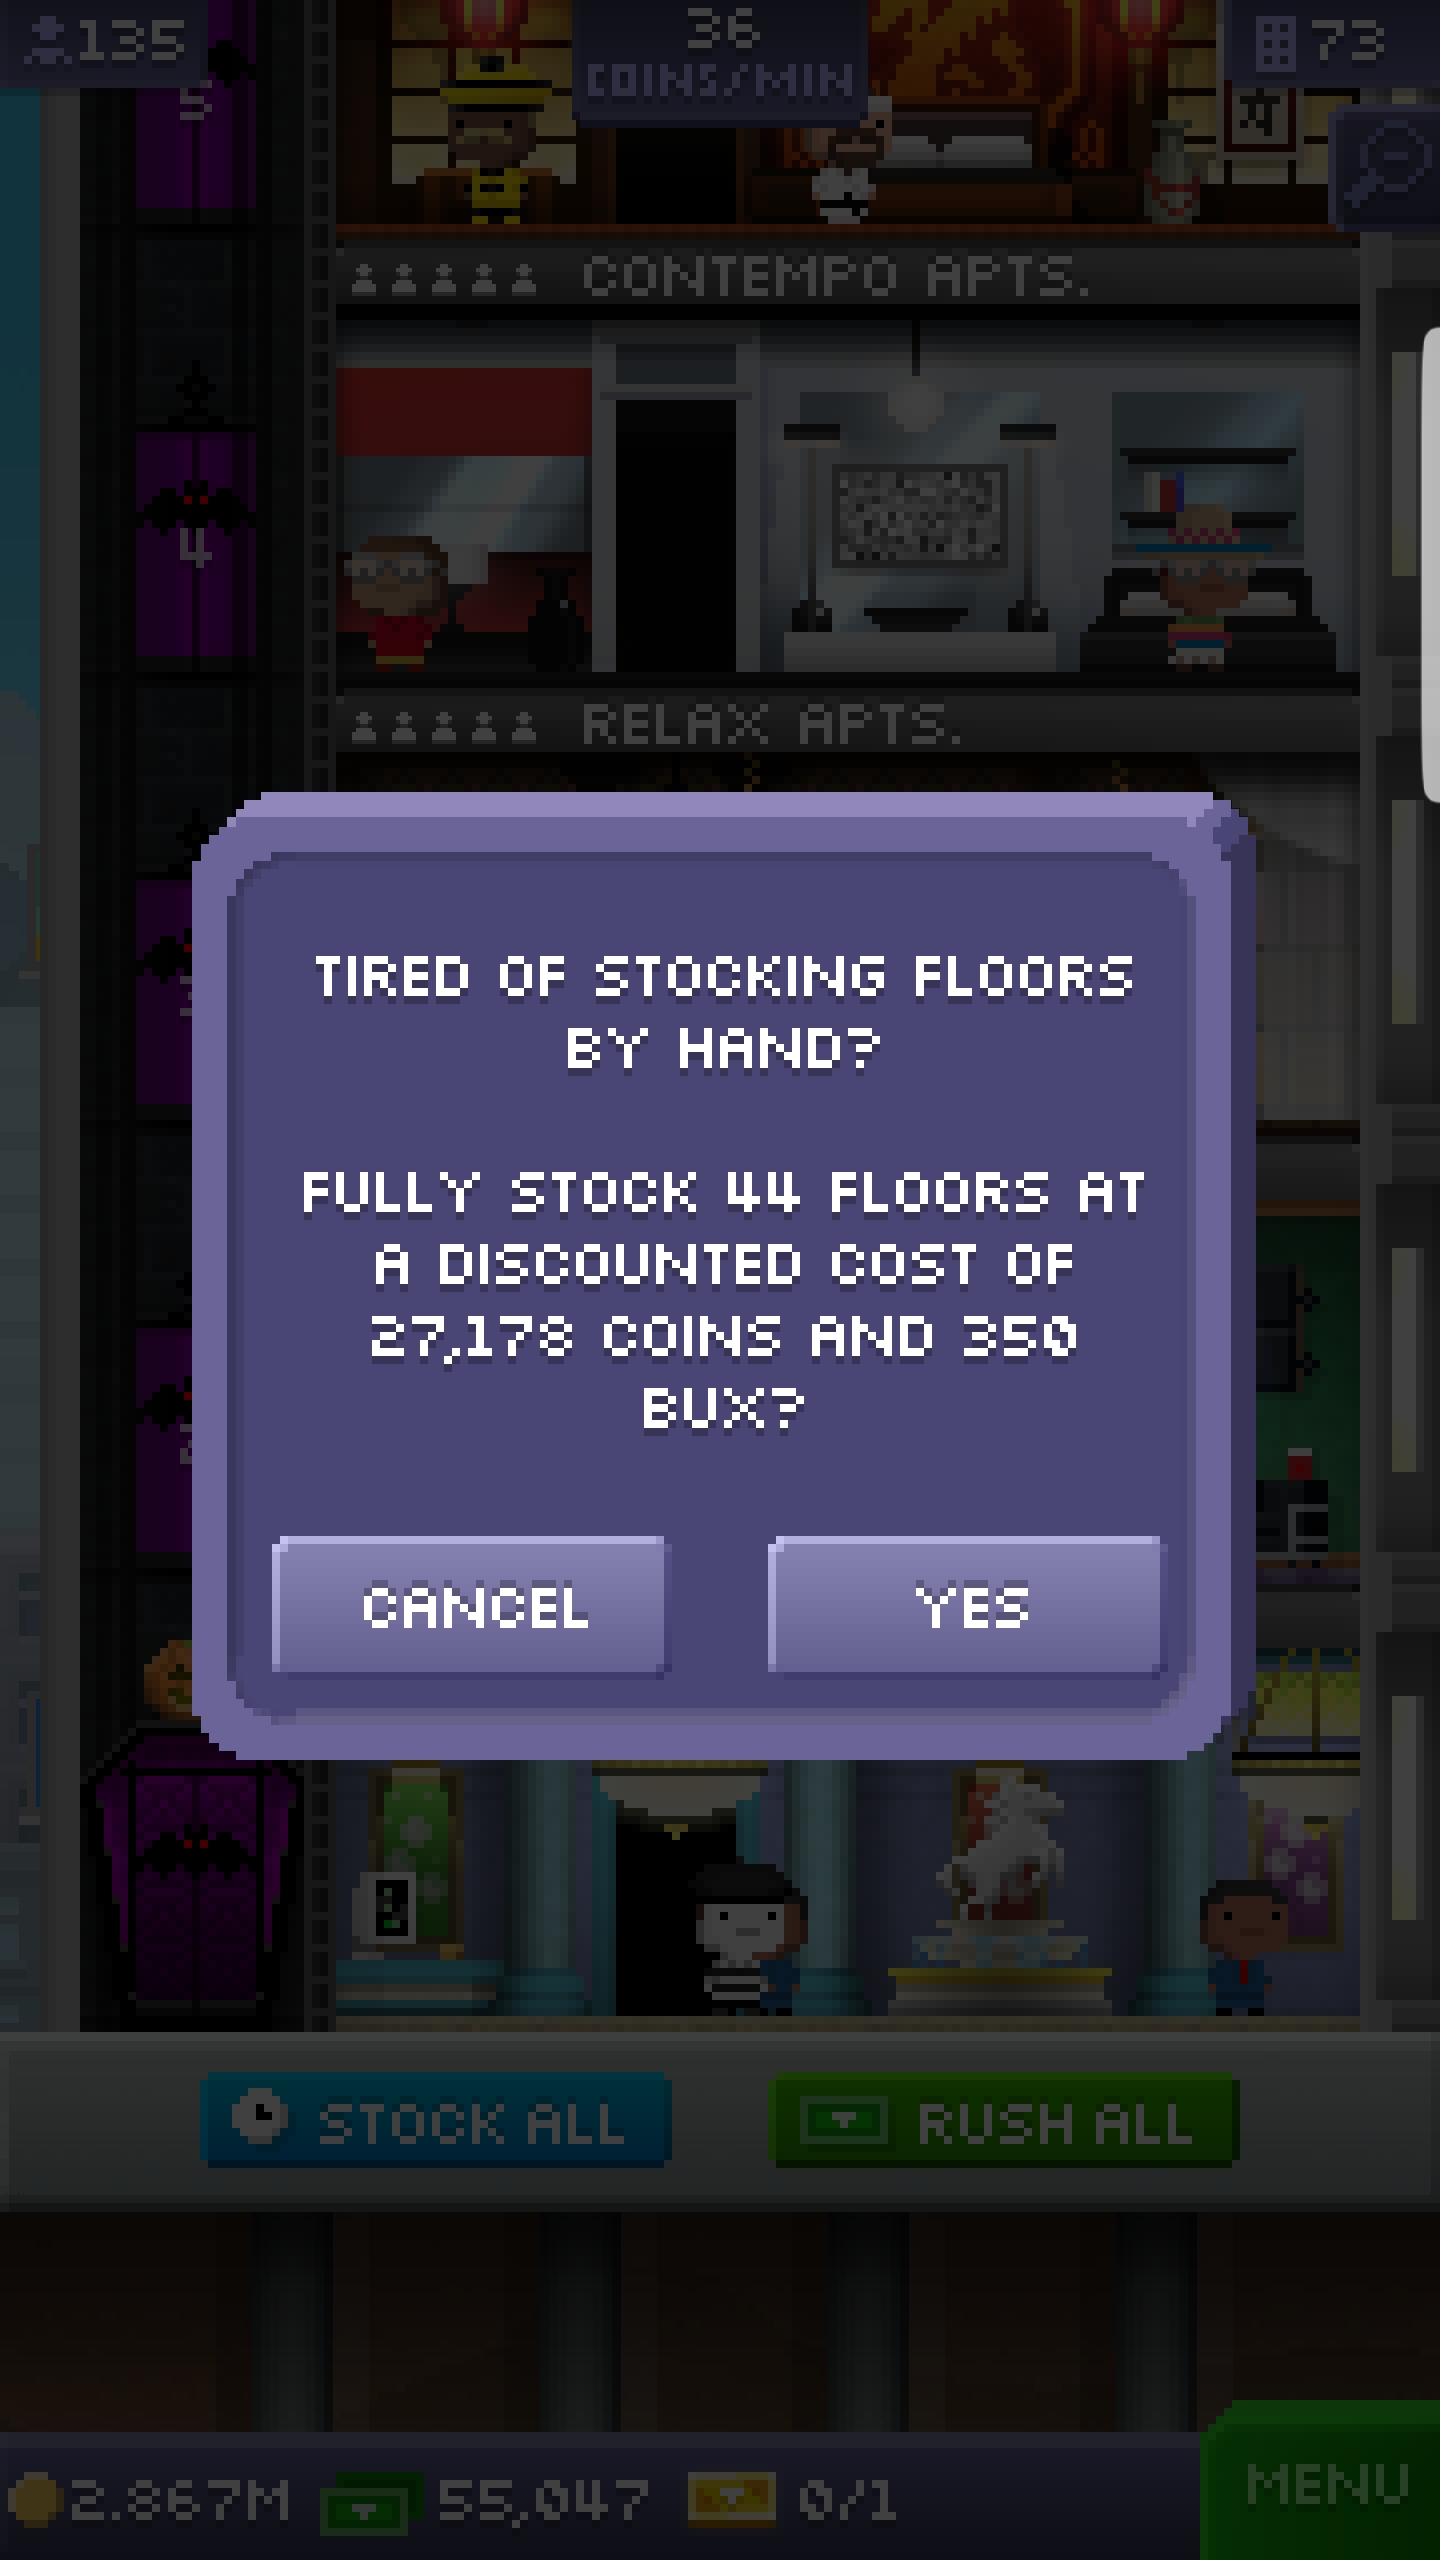 135
36
COINS/MIN
73
5
CONTEMPO APTS.
4
RELAX APTS.
TIRED OF STOCKING FLOORS
BY HAND?
FULLY STOCK 44 FLOORS AT
A DISCOUNTED COST OF
27,178 COINS AND 350
BUX?
CANCEL
YES
STOCK ALL
RUSH ALL
2.867M
55,047
0/1
MENU